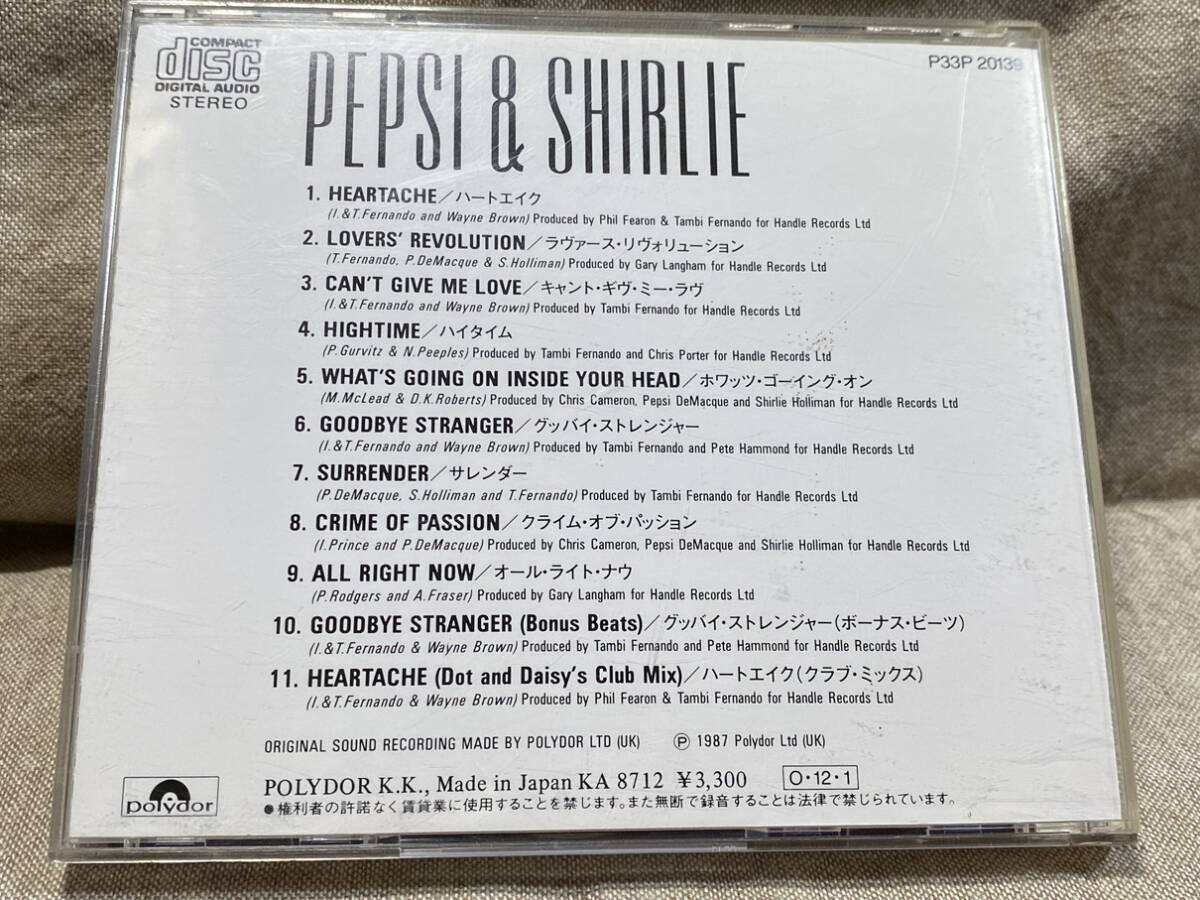 COMPACT
disc
DIGITAL AUDIO
STEREO
PEPSI & SHIRLIE
P33P 20139
1. HEARTACHE/ハートエイク
(I.&T.Fernando and Wayne Brown) Produced by Phil Fearon & Tambi Fernando for Handle Records Ltd
2. LOVERS' REVOLUTION/ラヴァース・リヴォリューション
(T.Fernando, P.DeMacque & S.Holliman) Produced by Gary Langham for Handle Records Ltd
3. CAN'T GIVE ME LOVE/キャント・ギヴ・ミー・ラヴ
(I.&T.Fernando and Wayne Brown) Produced by Tambi Fernando for Handle Records Ltd
4. HIGHTIME/ハイタイム
(P.Gurvitz & N.Peeples) Produced by Tambi Fernando and Chris Porter for Handle Records Ltd
5. WHAT'S GOING ON INSIDE YOUR HEAD/ホワッツ・ゴーイング・オン
(M.McLead & D.K.Roberts) Produced by Chris Cameron, Pepsi DeMacque and Shirlie Holliman for Handle Records Ltd
6. GOODBYE STRANGER/グッバイ・ストレンジャー
(I.&T.Fernando and Wayne Brown) Produced by Tambi Fernando and Pete Hammond for Handle Records Ltd
7. SURRENDER/サレンダー
(P.DeMacque, S.Holliman and T.Fernando) Produced by Tambi Fernando for Handle Records Ltd
8. CRIME OF PASSION/クライム・オブ・パッション
(I.Prince and P.DeMacque) Produced by Chris Cameron, Pepsi DeMacque and Shirlie Holliman for Handle Records Ltd
9. ALL RIGHT NOW/オール・ライト・ナウ
(P.Rodgers and A.Fraser) Produced by Gary Langham for Handle Records Ltd
10. GOODBYE STRANGER (Bonus Beats)/グッバイ・ストレンジャー(ボーナス・ビーツ)
(I.&T.Fernando & Wayne Brown) Produced by Tambi Fernando and Pete Hammond for Handle Records Ltd
11. HEARTACHE (Dot and Daisy's Club Mix)/ハートエイク(クラブ・ミックス)
(I.&T.Fernando & Wayne Brown) Produced by Phil Fearon & Tambi Fernando for Handle Records Ltd
ORIGINAL SOUND RECORDING MADE BY POLYDOR LTD (UK) Ⓟ 1987 Polydor Ltd (UK)
polydor
POLYDOR K.K., Made in Japan KA 8712 ¥3,300 O・12・1
●権利者の許諾なく賃貸業に使用することを禁じます。また無断で録音することは法律で禁じられています。